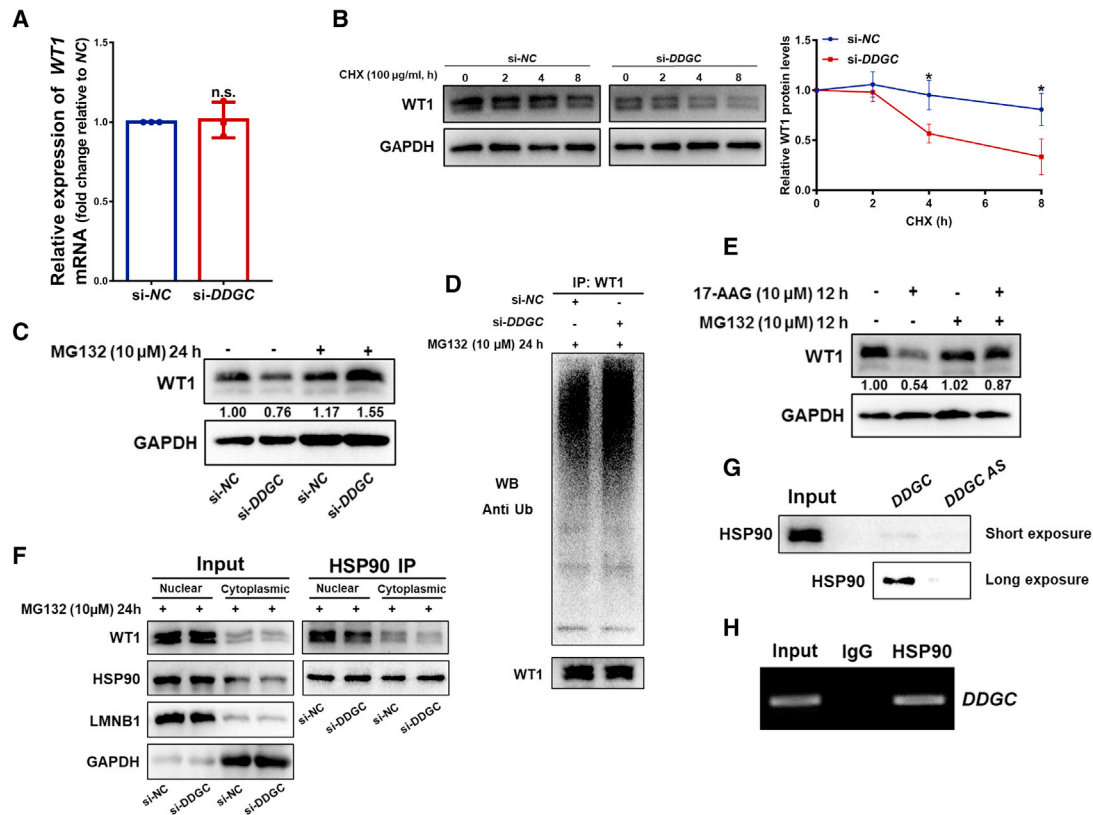 A
Relative expression of WT1
mRNA (fold change relative to NC)
1.5
1.0
0.5
0.0
n.s.
si-NC si-DDGC
B
si-NC si-DDGC
CHX (100 μg/ml, h) 0 2 4 8 0 2 4 8
WT1
GAPDH
Relative WT1 protein levels
1.5
1.0
0.5
0.0
si-NC
si-DDGC
* *
0 2 4 6 8
CHX (h)
C
MG132 (10 μM) 24 h - - + +
WT1
1.00 0.76 1.17 1.55
GAPDH
si-NC si-DDGC si-NC si-DDGC
D
IP: WT1
si-NC + -
si-DDGC - +
MG132 (10 μM) 24 h + +
WB
Anti Ub
WT1
E
17-AAG (10 μM) 12 h - + - +
MG132 (10 μM) 12 h - - + +
WT1
1.00 0.54 1.02 0.87
GAPDH
F
Input HSP90 IP
Nuclear Cytoplasmic Nuclear Cytoplasmic
MG132 (10μM) 24h + + + + + + + +
WT1
HSP90
LMNB1
GAPDH
si-NC si-DDGC si-NC si-DDGC
si-NC si-DDGC si-NC si-DDGC
G
Input DDGC DDGC AS
HSP90 Short exposure
HSP90 Long exposure
H
Input IgG HSP90
DDGC